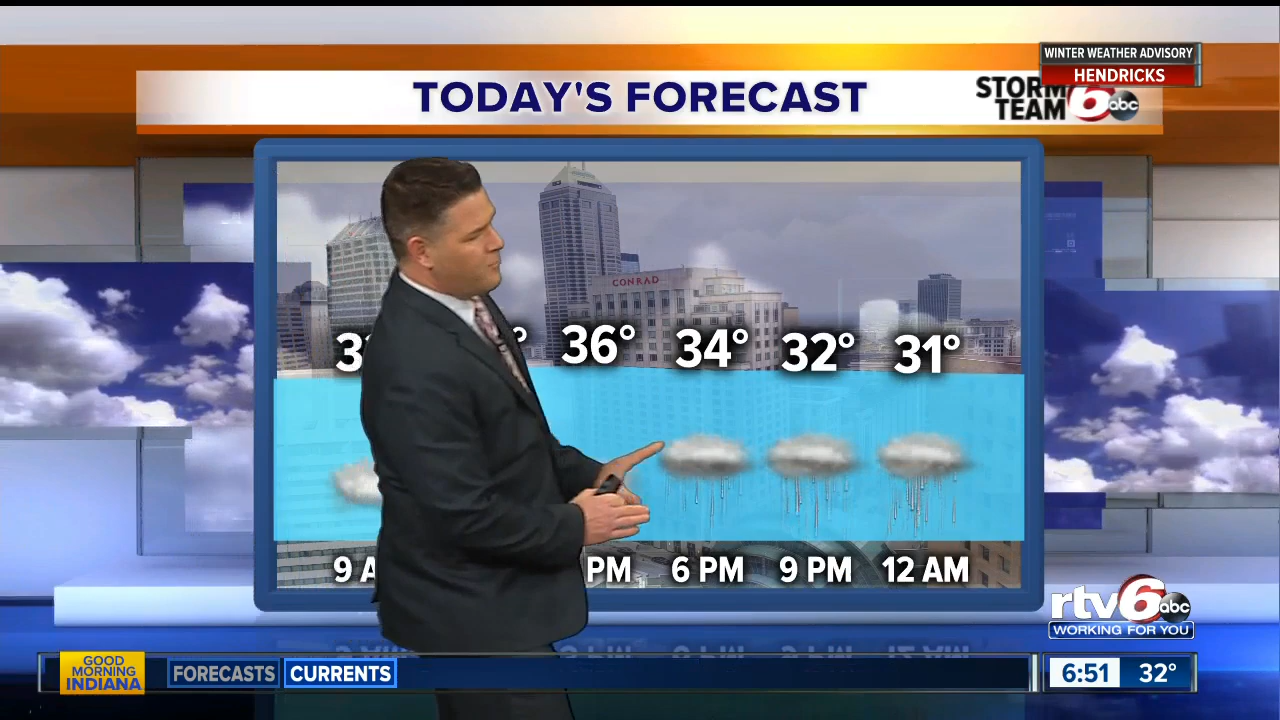 WINTER WEATHER ADVISORY
HENDRICKS
TODAY'S FORECAST
STORM
TEAM 6 abc
CONRAD
36° 34° 32° 31°
PM 6 PM 9 PM 12 AM
rtv6 abc
WORKING FOR YOU
GOOD
MORNING
INDIANA
FORECASTS CURRENTS
6:51 32°